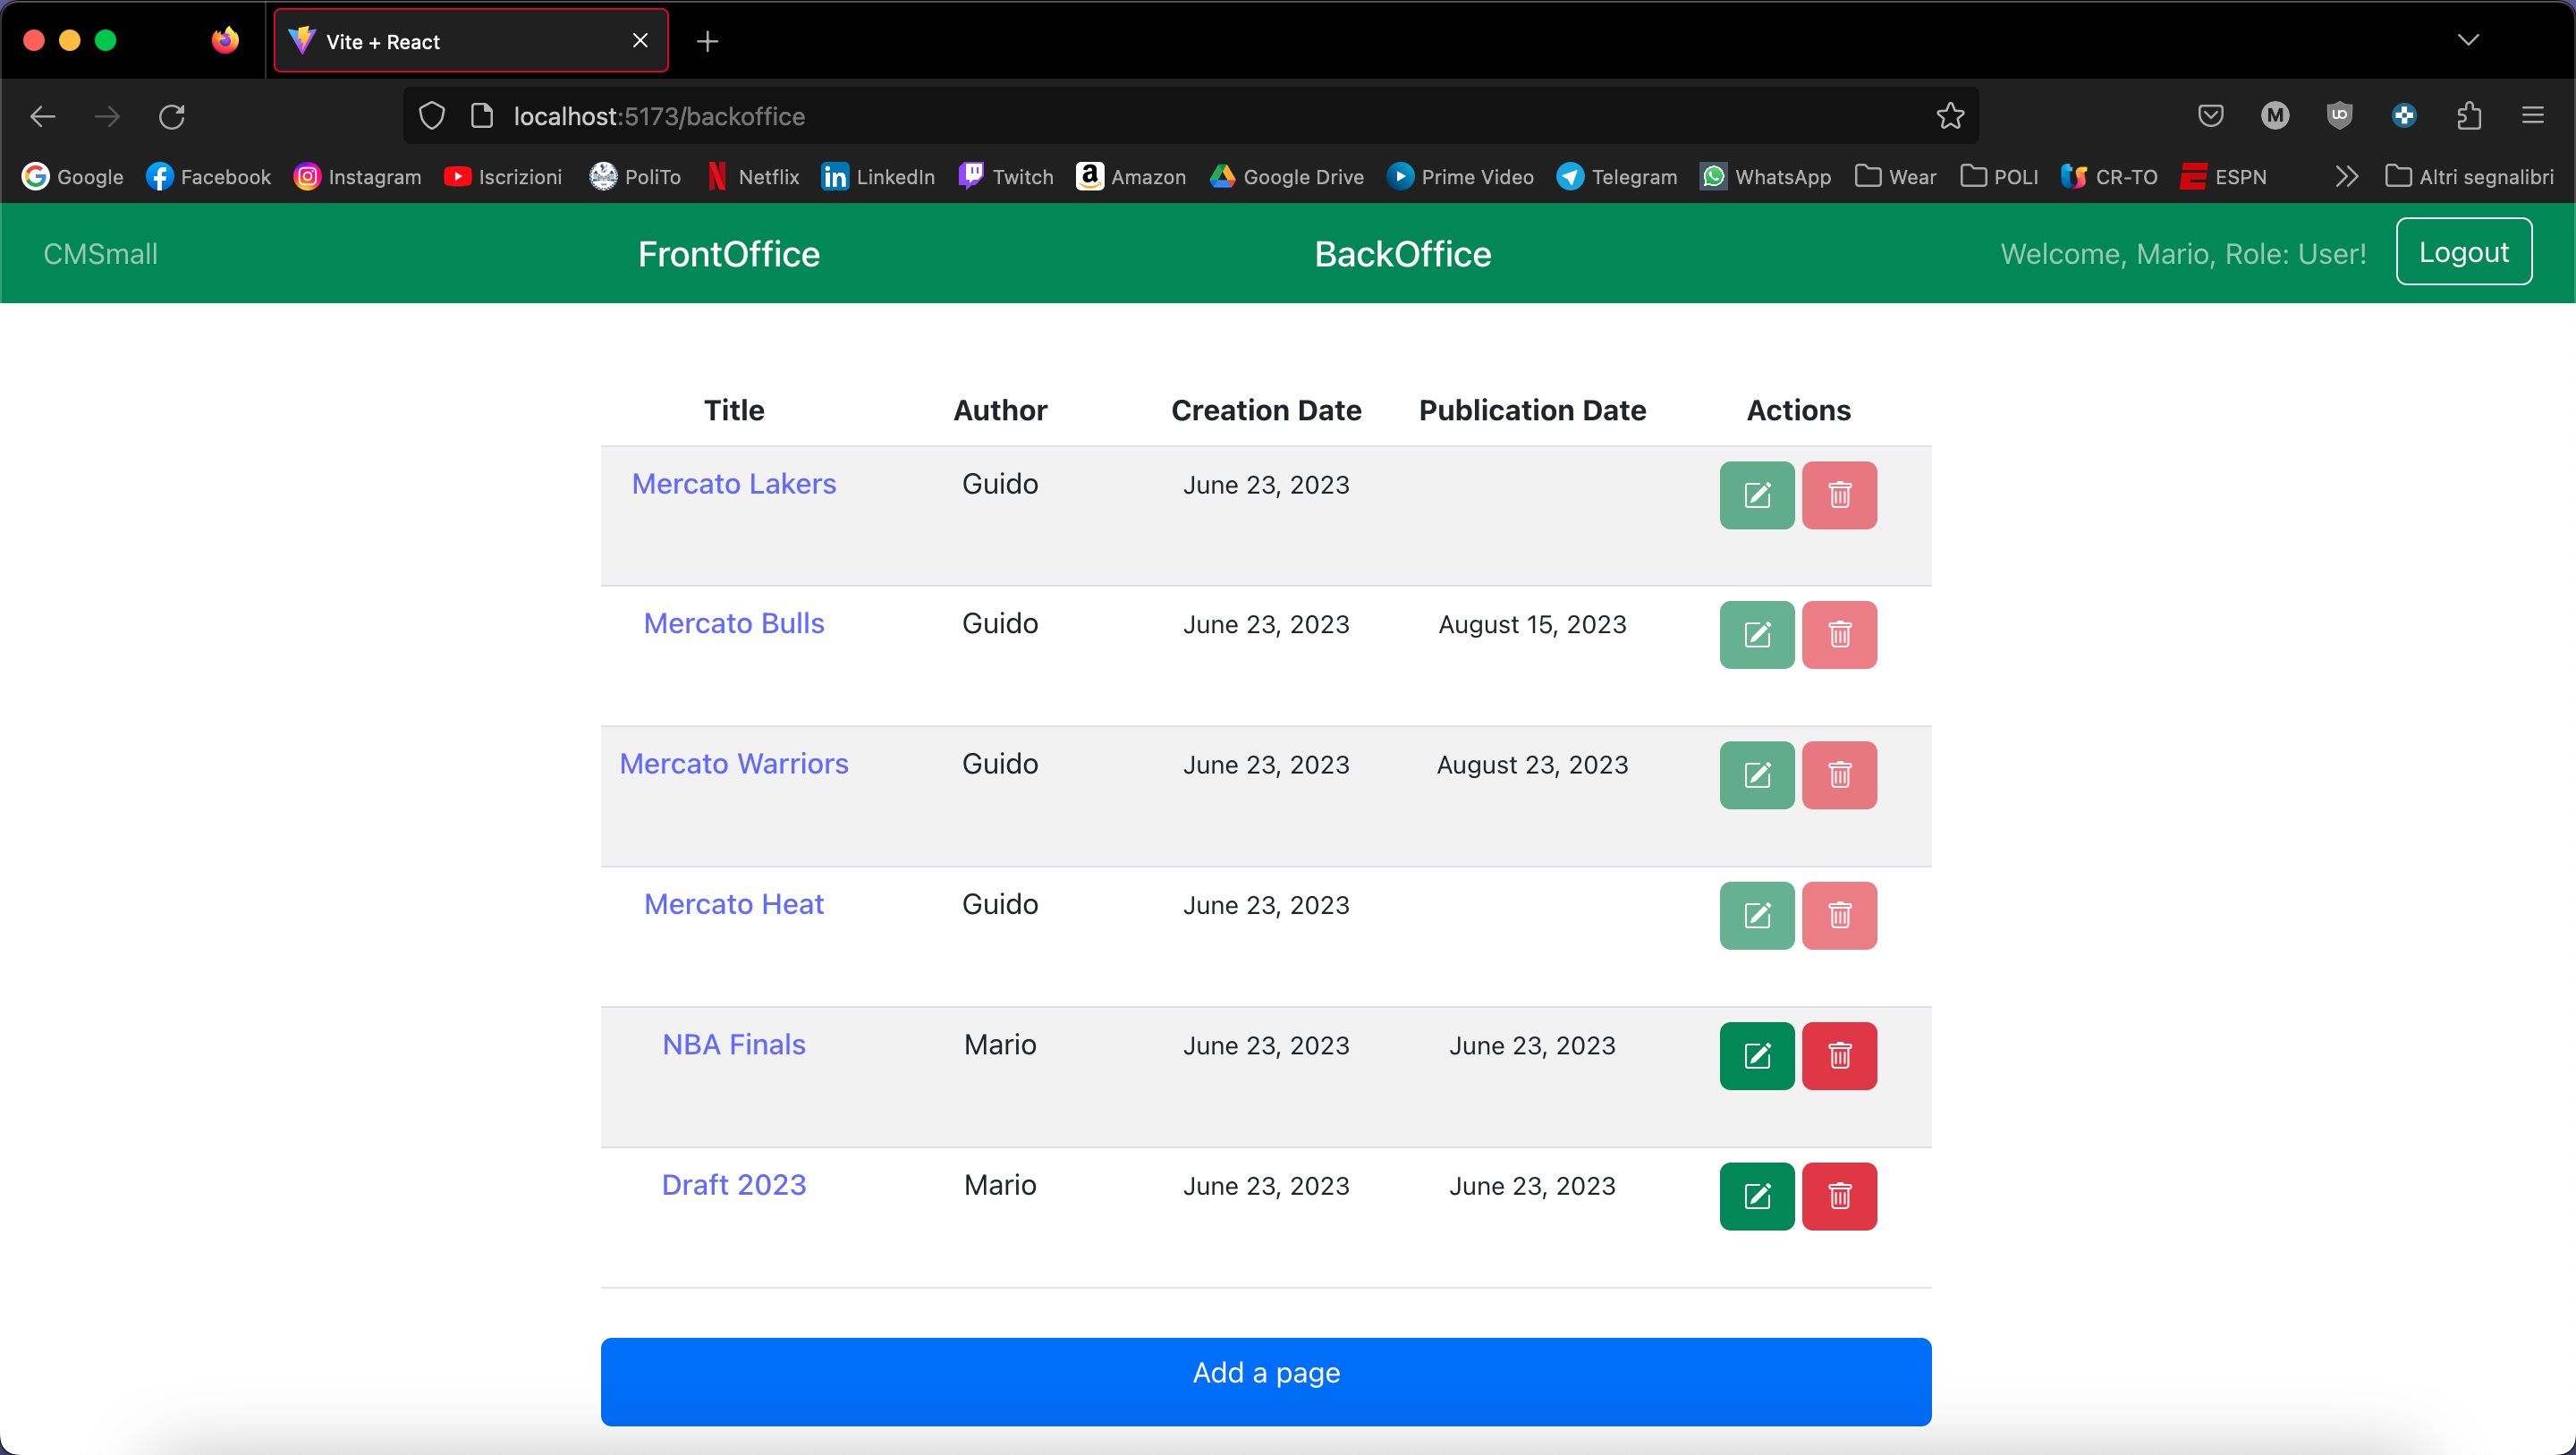 Vite + React
localhost:5173/backoffice
M
UO
Google Facebook Instagram Iscrizioni PoliTo Netflix LinkedIn Twitch Amazon Google Drive Prime Video Telegram WhatsApp Wear POLI CR-TO ESPN Altri segnalibri
CMSmall FrontOffice BackOffice Welcome, Mario, Role: User! Logout
Title Author Creation Date Publication Date Actions
Mercato Lakers Guido June 23, 2023
Mercato Bulls Guido June 23, 2023 August 15, 2023
Mercato Warriors Guido June 23, 2023 August 23, 2023
Mercato Heat Guido June 23, 2023
NBA Finals Mario June 23, 2023 June 23, 2023
Draft 2023 Mario June 23, 2023 June 23, 2023
Add a page